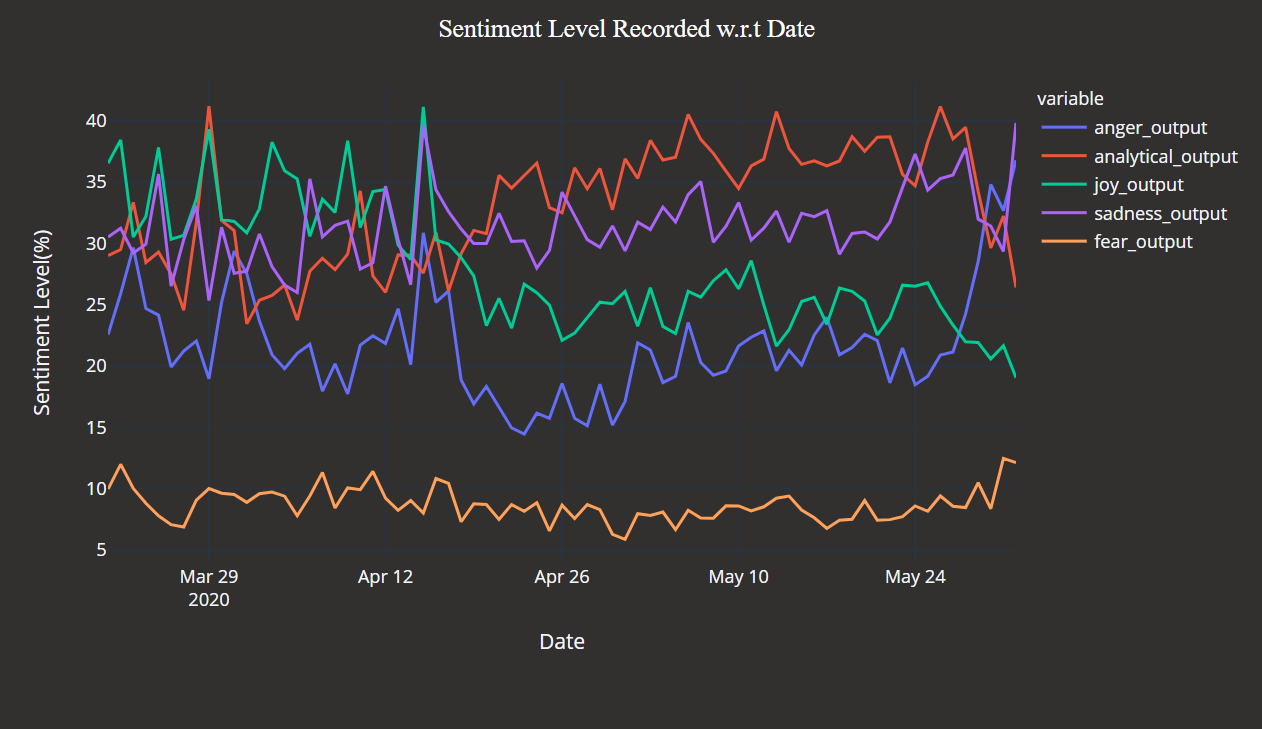 Sentiment Level Recorded w.r.t Date
variable
anger_output
analytical_output
joy_output
sadness_output
fear_output
Sentiment Level(%)
40
35
30
25
20
15
10
5
Mar 29
2020
Apr 12
Apr 26
May 10
May 24
Date